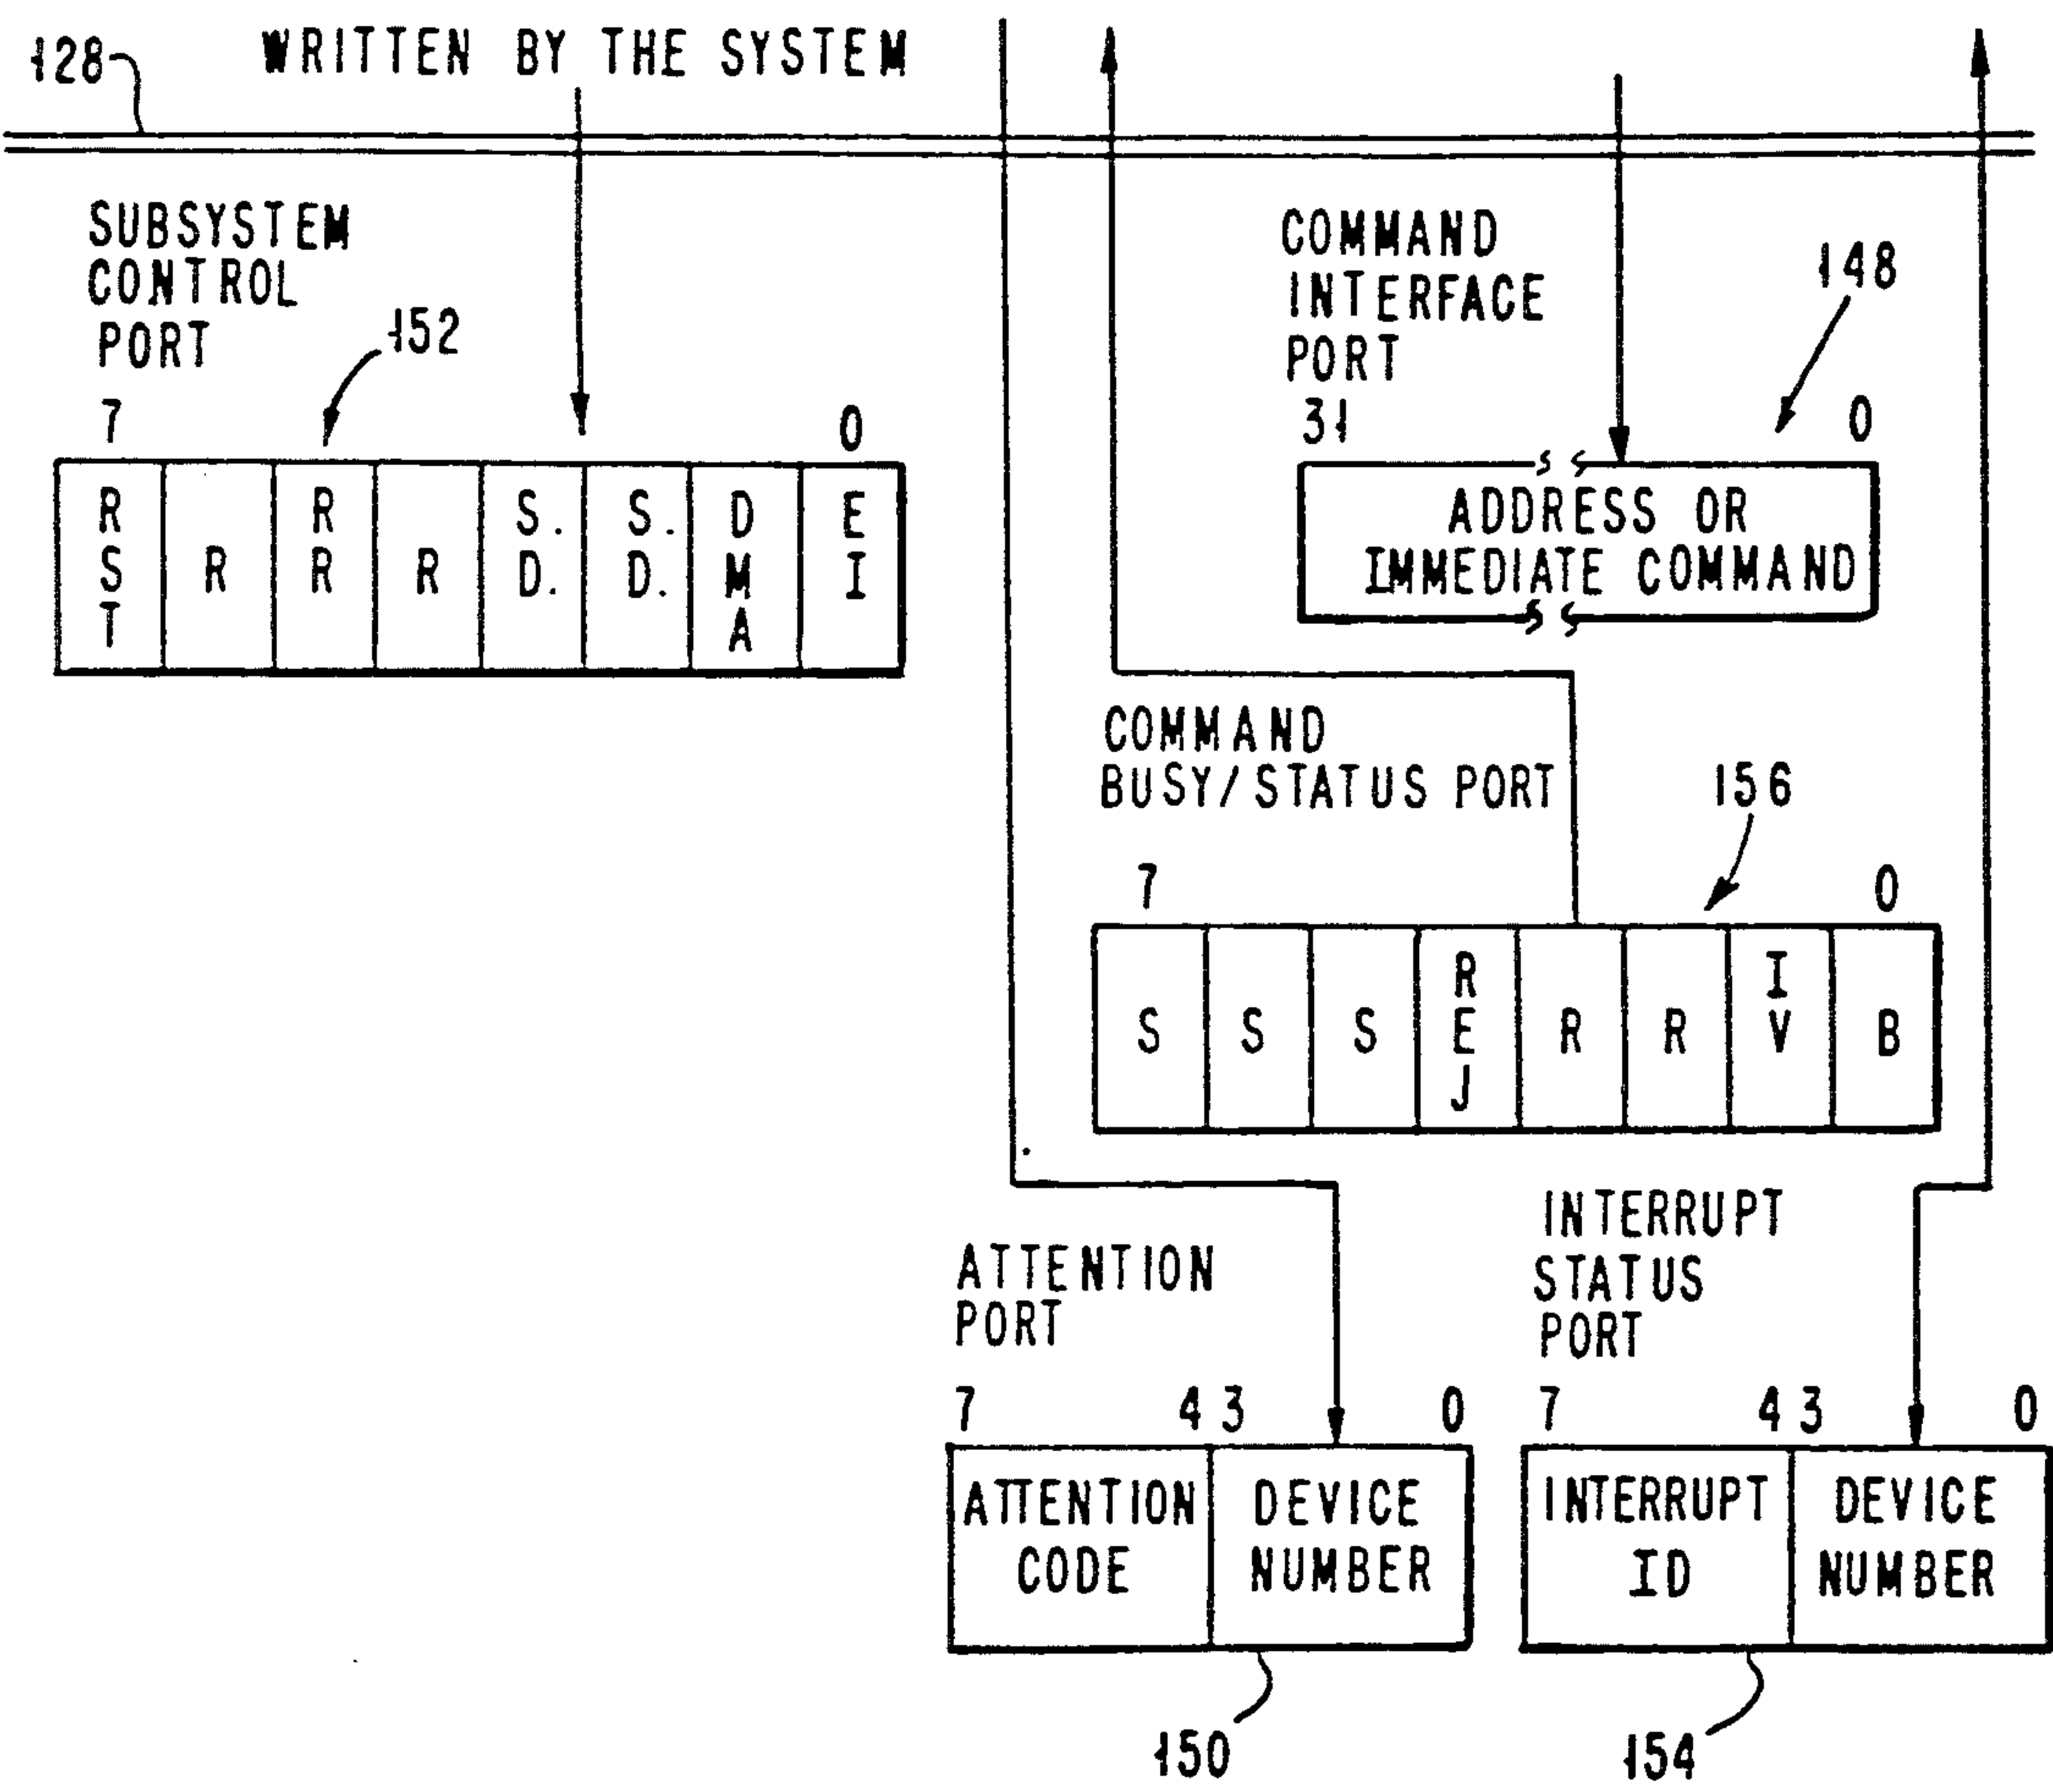 128
WRITTEN BY THE SYSTEM
SUBSYSTEM
CONTROL
PORT
152
7 0
RST R RR R S.D. S.D. DMA EI
COMMAND
INTERFACE
PORT
148
31 0
ADDRESS OR
IMMEDIATE COMMAND
COMMAND
BUSY/STATUS PORT
156
7 0
S S S REJ R R IV B
ATTENTION
PORT
7 4 3 0
ATTENTION
CODE
DEVICE
NUMBER
150
INTERRUPT
STATUS
PORT
7 4 3 0
INTERRUPT
ID
DEVICE
NUMBER
154